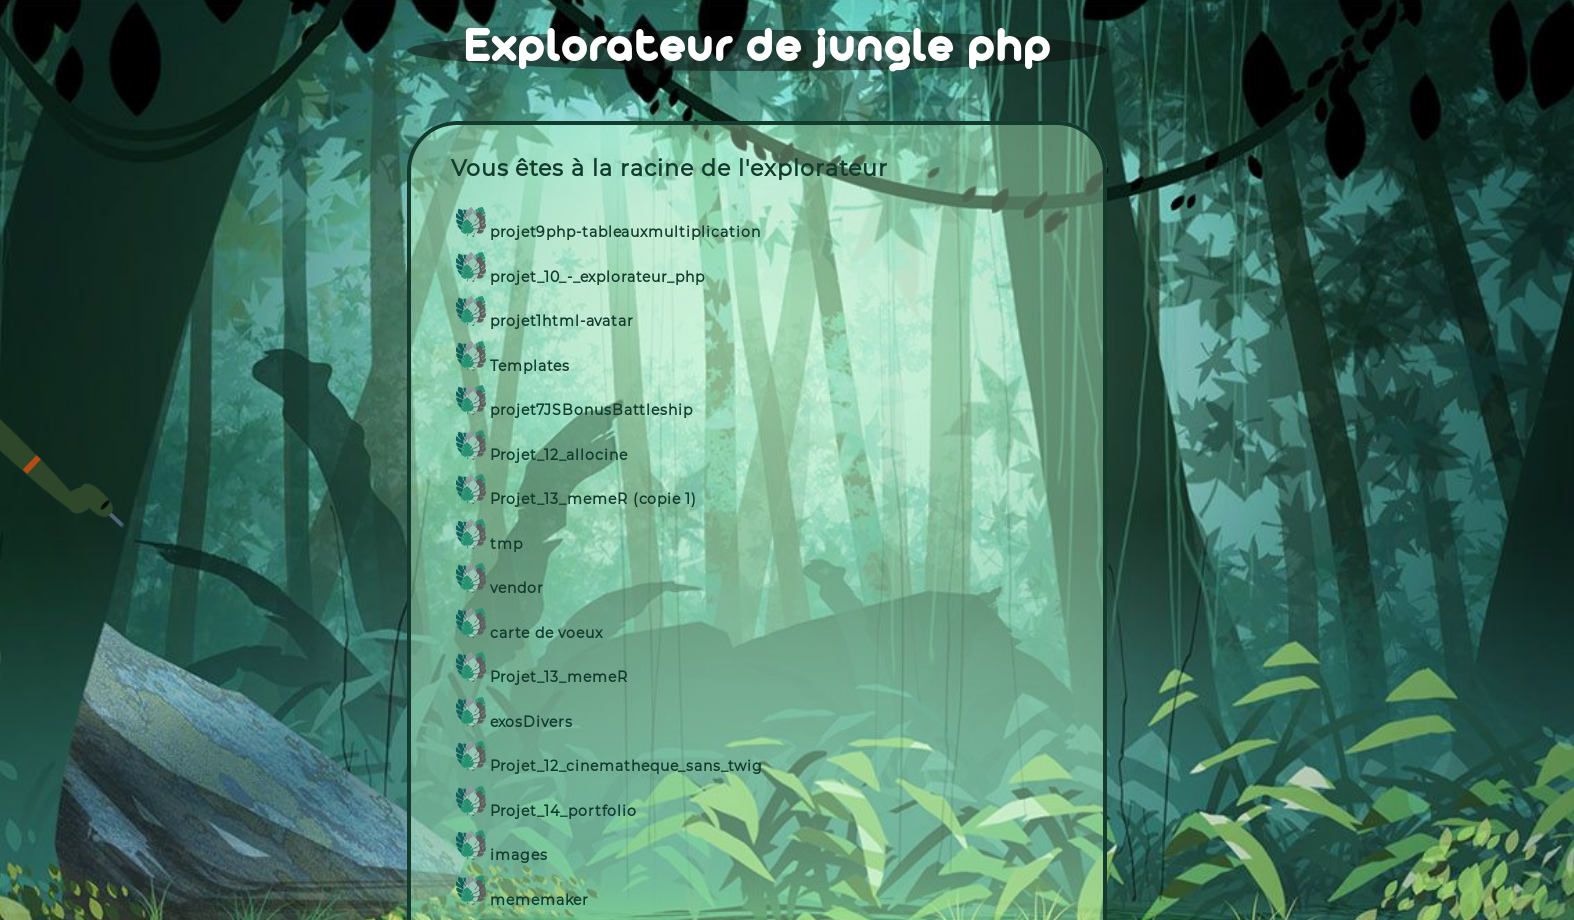 Explorateur de jungle php
Vous êtes à la racine de l'explorateur
projet9php-tableauxmultiplication
projet_10_-_explorateur_php
projet1html-avatar
Templates
projet7JSBonusBattleship
Projet_12_allocine
Projet_13_memeR (copie 1)
tmp
vendor
carte de voeux
Projet_13_memeR
exosDivers
Projet_12_cinematheque_sans_twig
Projet_14_portfolio
images
mememaker